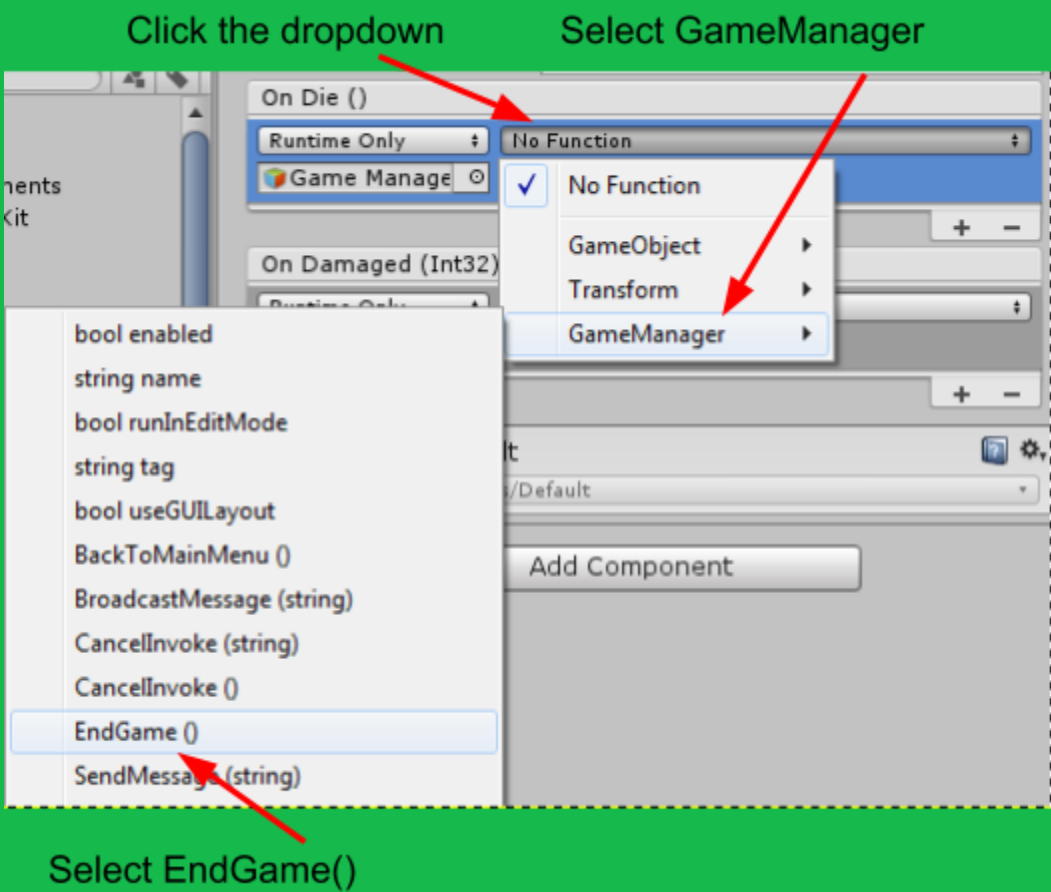 Click the dropdown
Select GameManager
On Die ()
Runtime Only
No Function
Game Manage
No Function
GameObject
Transform
GameManager
On Damaged (Int32)
bool enabled
string name
bool runInEditMode
string tag
bool useGUILayout
BackToMainMenu ()
BroadcastMessage (string)
CancelInvoke (string)
CancelInvoke ()
EndGame ()
SendMessage (string)
/Default
Add Component
Select EndGame()